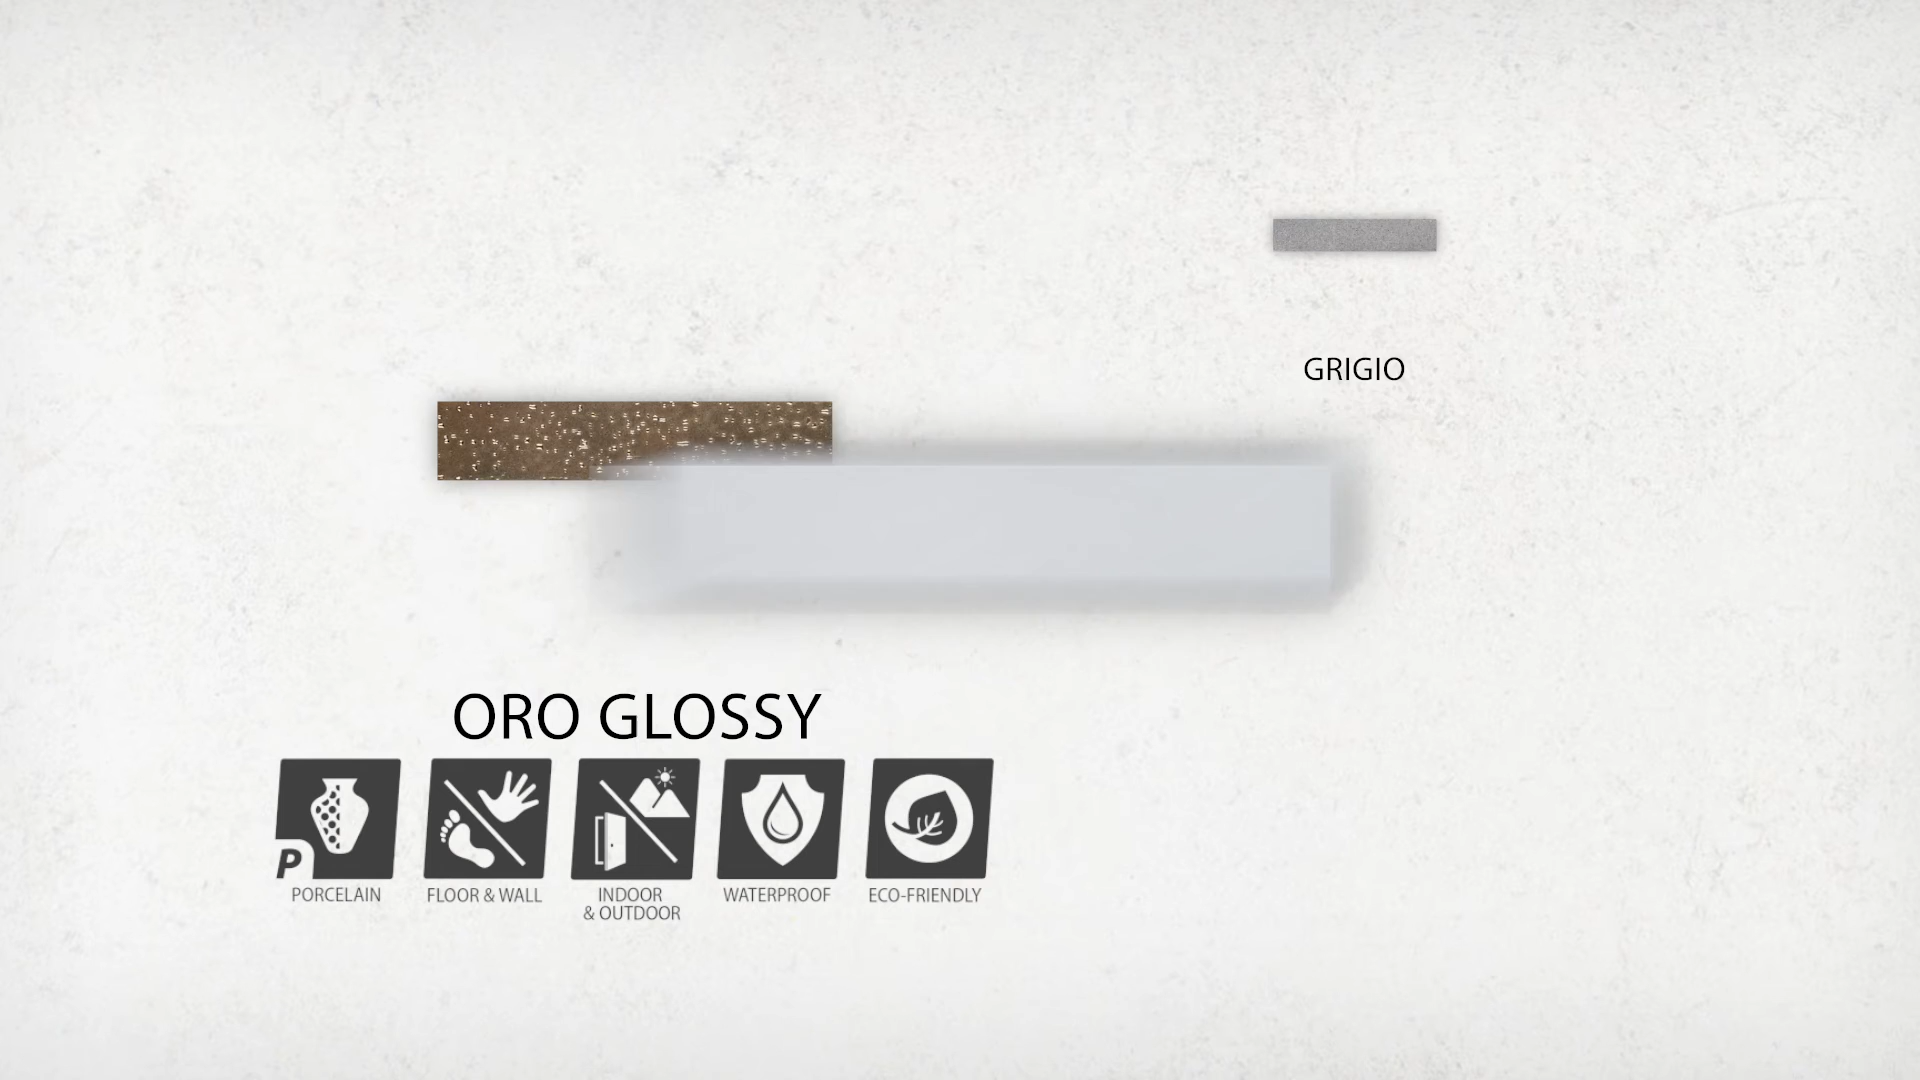 GRIGIO
ORO GLOSSY
P
PORCELAIN
FLOOR & WALL
INDOOR
& OUTDOOR
WATERPROOF
ECO-FRIENDLY